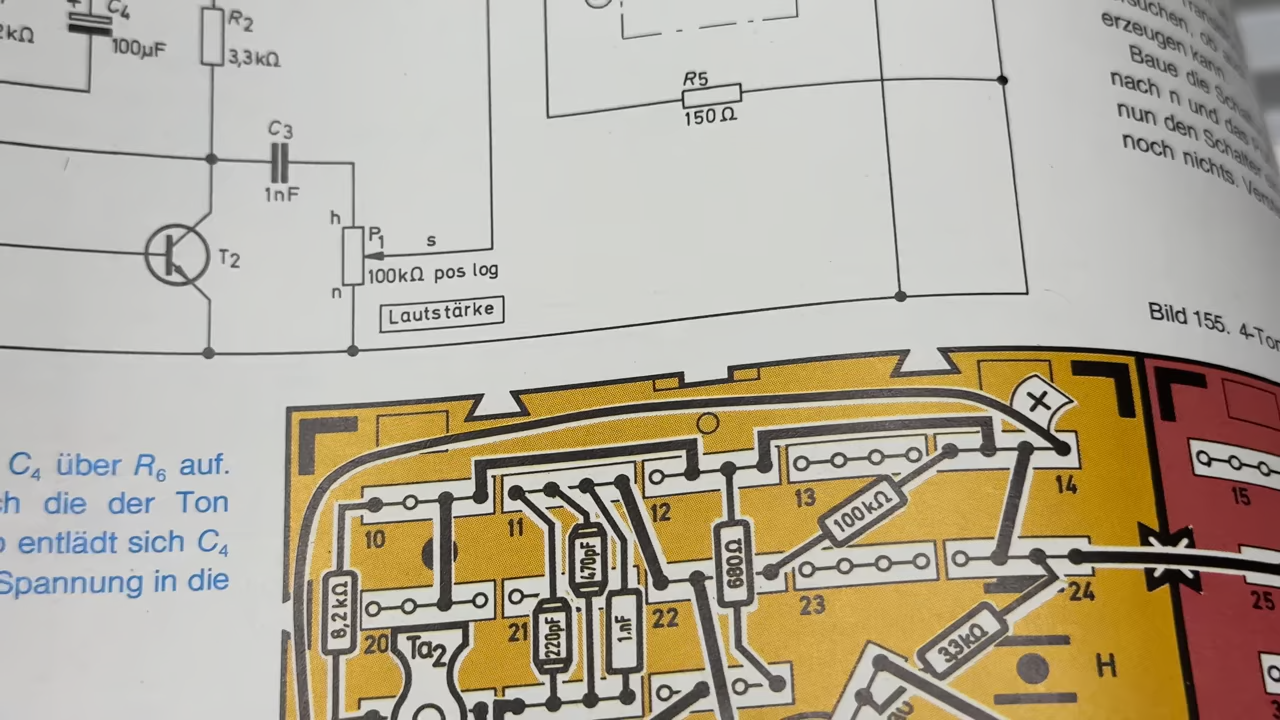 C4
100µF
R2
3,3kΩ
C3
1nF
h
P1
s
100kΩ pos log
n
Lautstärke
T2
R5
150Ω
erzeugen kann.
Baue die
nach n und das
nun den Schalter
noch nichts.
Bild 155. 4-Ton
C4 über R6 auf.
die der Ton
entlädt sich C4
Spannung in die
+
10
11
12
13
14
15
100kΩ
680Ω
470pF
220pF
1nF
8,2kΩ
20
Ta2
21
22
23
24
25
33kΩ
H